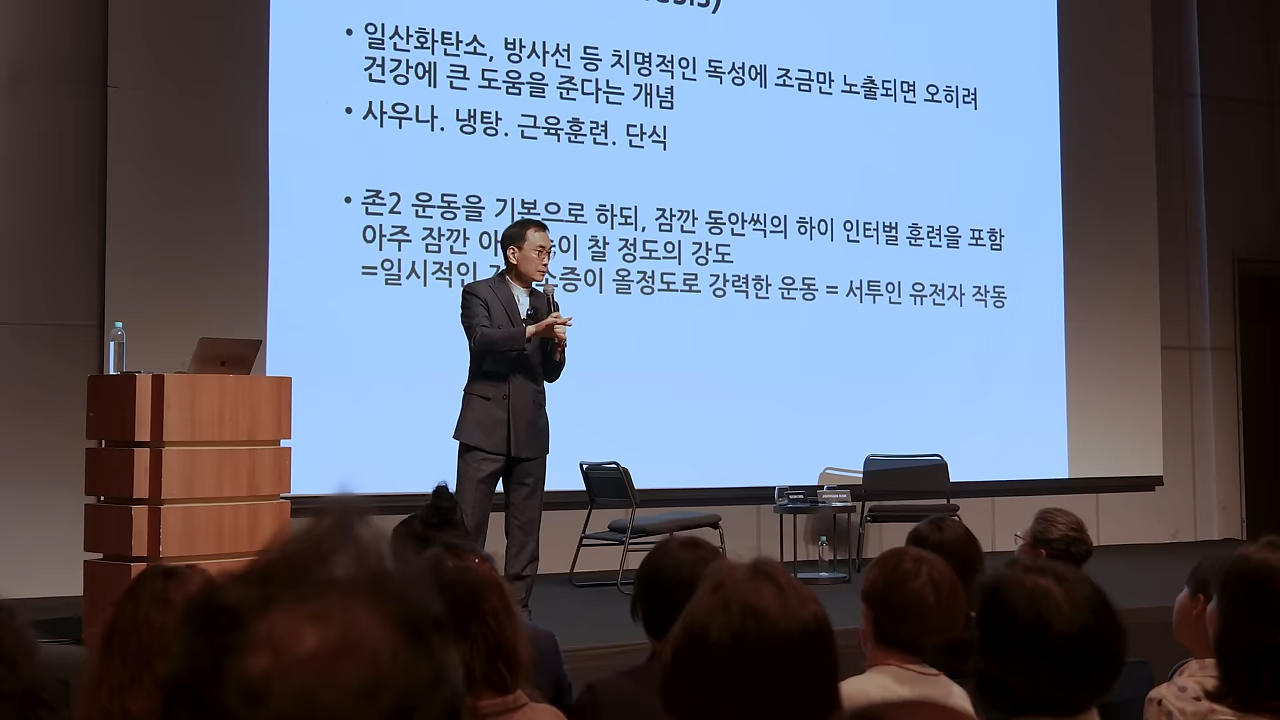 • 일산화탄소, 방사선 등 치명적인 독성에 조금만 노출되면 오히려
건강에 큰 도움을 준다는 개념
• 사우나. 냉탕. 근육훈련. 단식
• 존2 운동을 기본으로 하되, 잠깐 동안씩의 하이 인터벌 훈련을 포함
아주 잠깐 찰 정도의 강도
=일시적인 올정도로 강력한 운동 = 서투인 유전자 작동